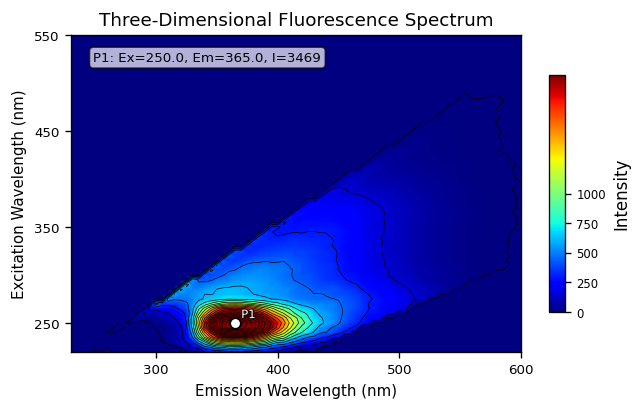 Three-Dimensional Fluorescence Spectrum
P1: Ex=250.0, Em=365.0, I=3469
550
450
350
250
Excitation Wavelength (nm)
P1
300
400
500
600
Emission Wavelength (nm)
1000
750
500
250
0
Intensity